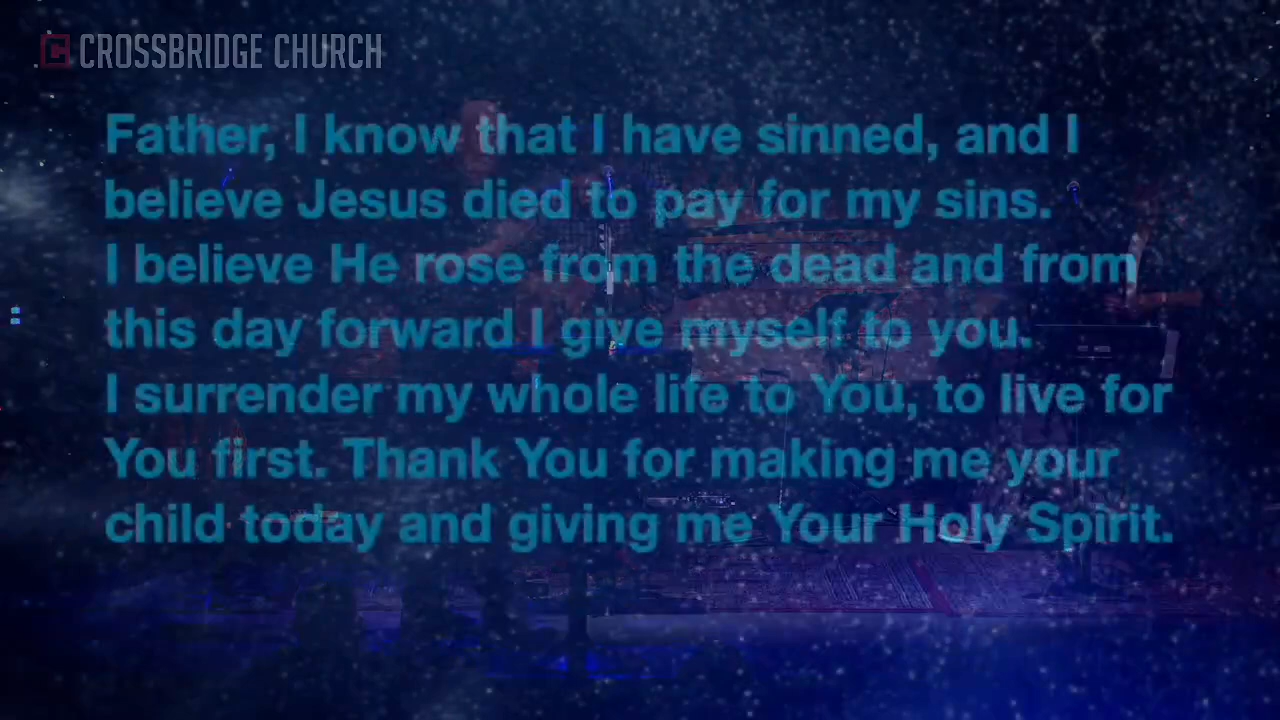 CROSSBRIDGE CHURCH
Father, I know that I have sinned, and I
believe Jesus died to pay for my sins.
I believe He rose from the dead and from
this day forward I give myself to you.
I surrender my whole life to You, to live for
You first. Thank You for making me your
child today and giving me Your Holy Spirit.